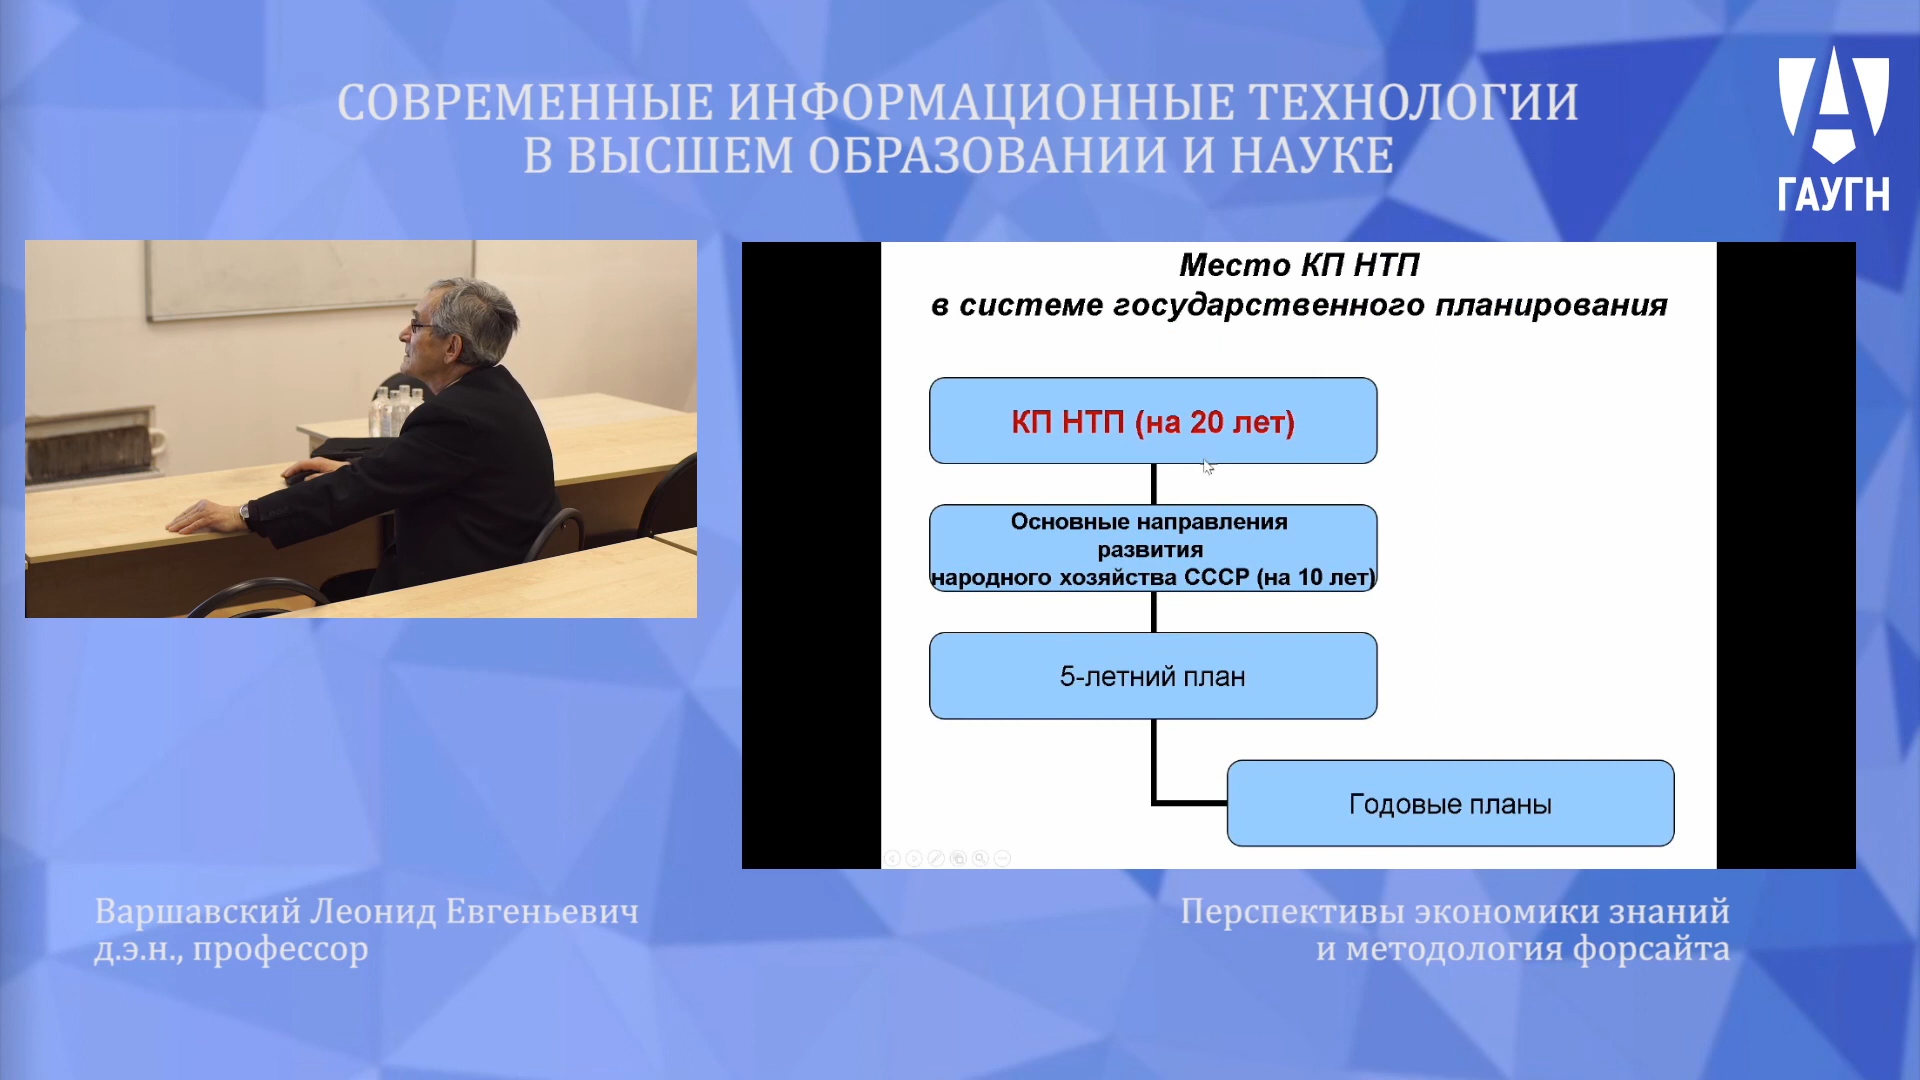 СОВРЕМЕННЫЕ ИНФОРМАЦИОННЫЕ ТЕХНОЛОГИИ
В ВЫСШЕМ ОБРАЗОВАНИИ И НАУКЕ
ГАУГН
Место КП НТП
в системе государственного планирования
КП НТП (на 20 лет)
Основные направления
развития
народного хозяйства СССР (на 10 лет)
5-летний план
Годовые планы
Варшавский Леонид Евгеньевич
д.э.н., профессор
Перспективы экономики знаний
и методология форсайта